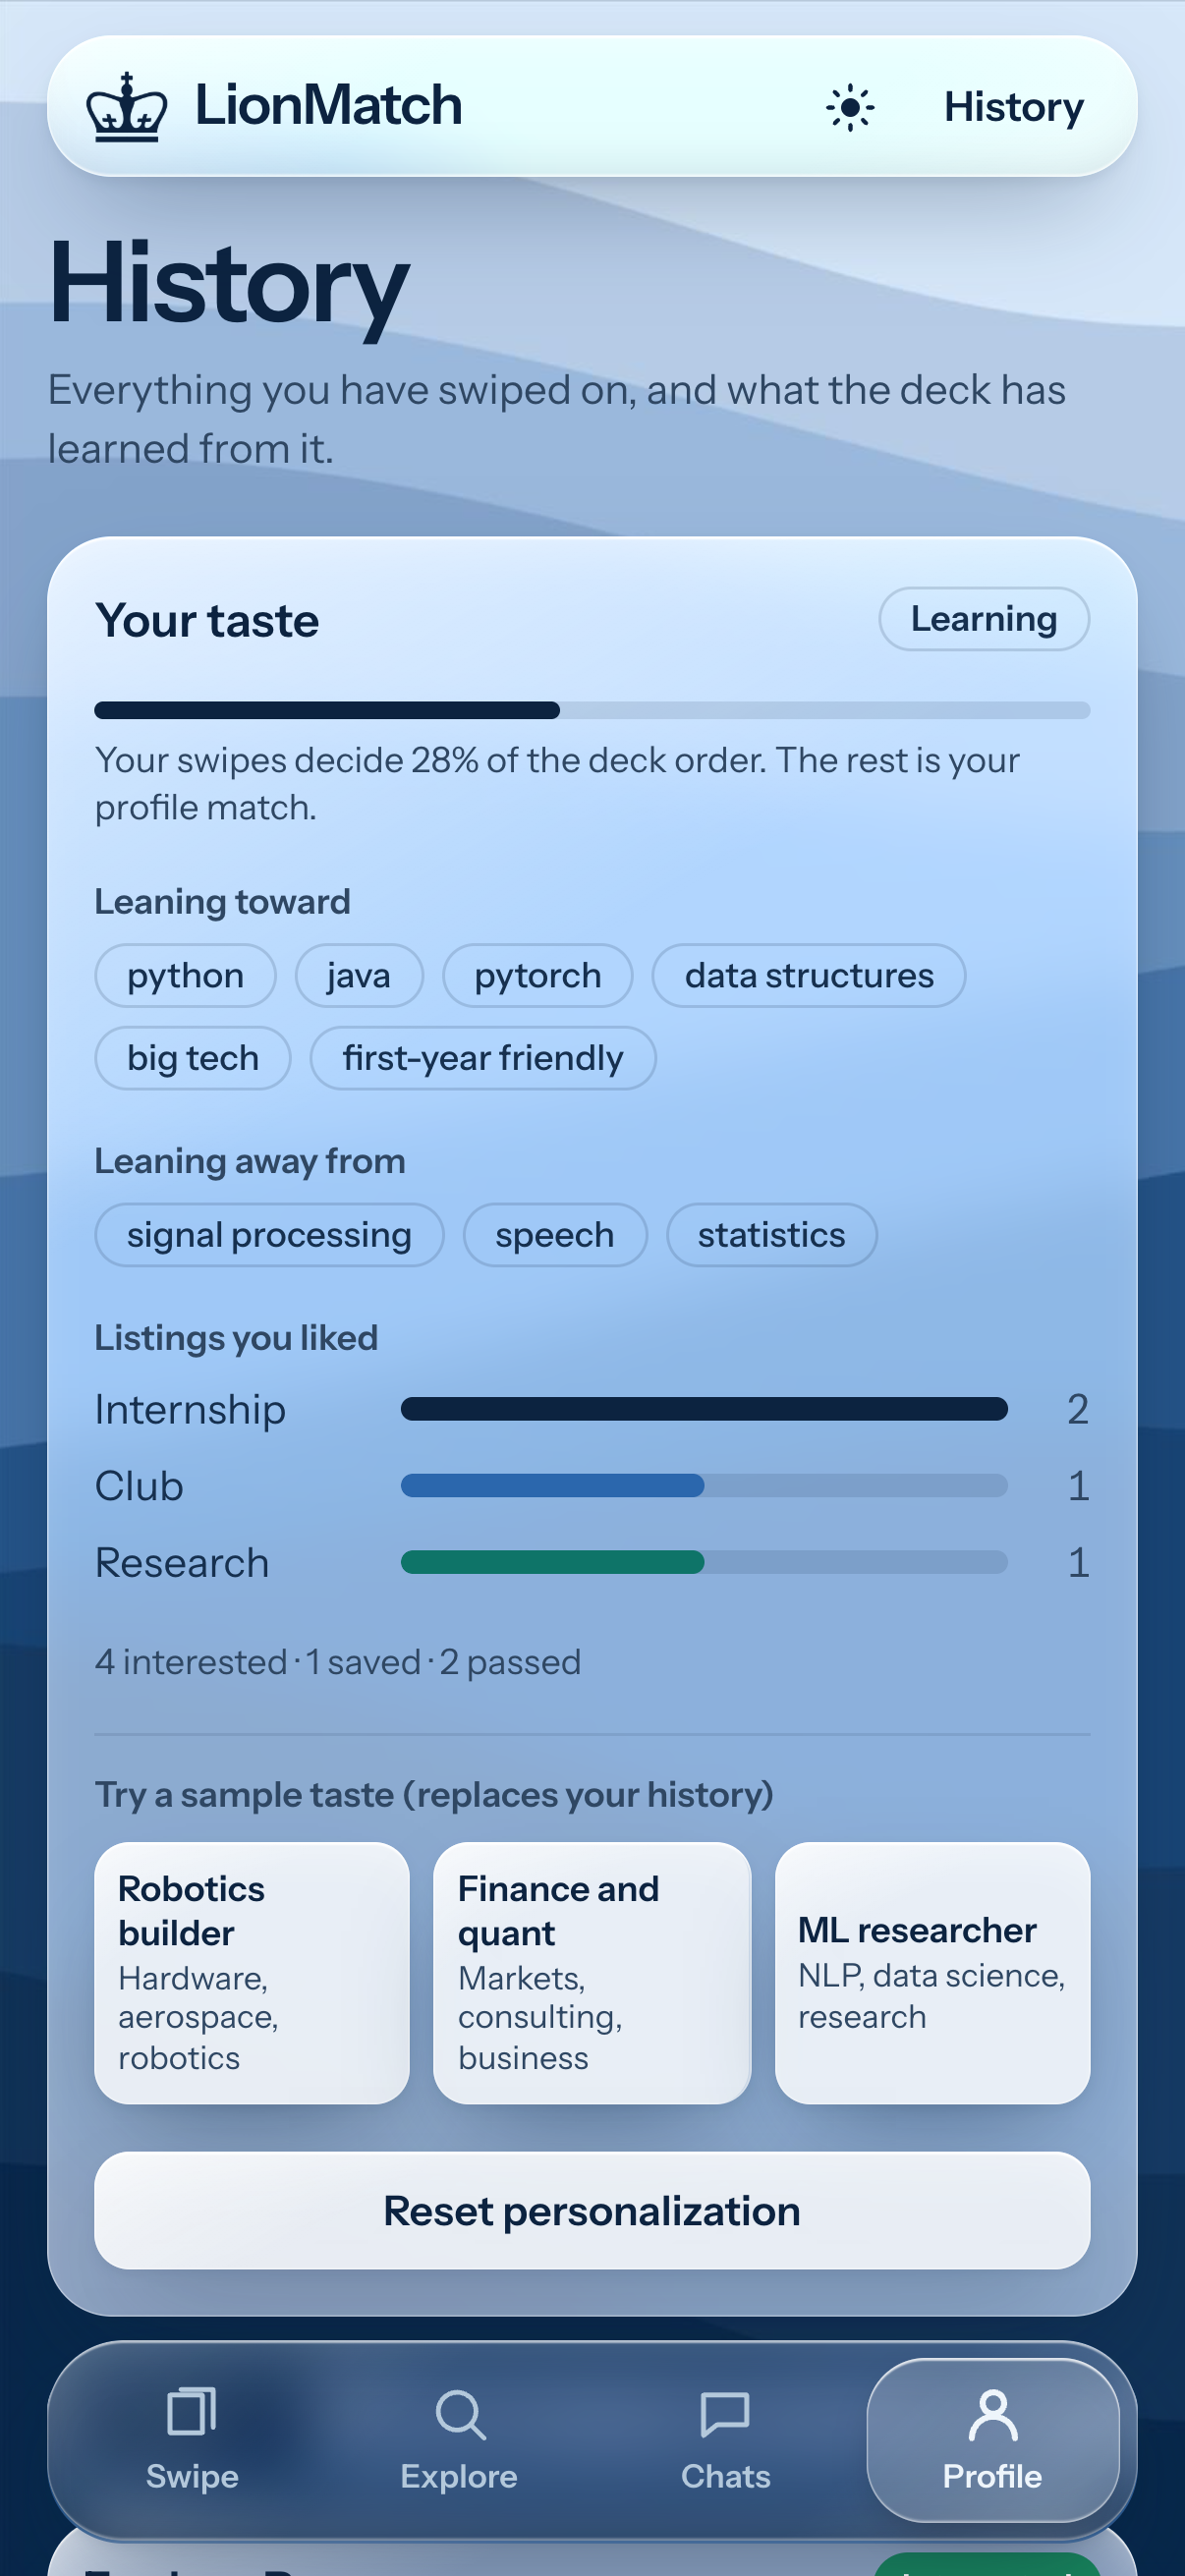 LionMatch
History
History
Everything you have swiped on, and what the deck has
learned from it.
Your taste
Learning
Your swipes decide 28% of the deck order. The rest is your
profile match.
Leaning toward
python
java
pytorch
data structures
big tech
first-year friendly
Leaning away from
signal processing
speech
statistics
Listings you liked
Internship
2
Club
1
Research
1
4 interested · 1 saved · 2 passed
Try a sample taste (replaces your history)
Robotics
builder
Hardware,
aerospace,
robotics
Finance and
quant
Markets,
consulting,
business
ML researcher
NLP, data science,
research
Reset personalization
Swipe
Explore
Chats
Profile